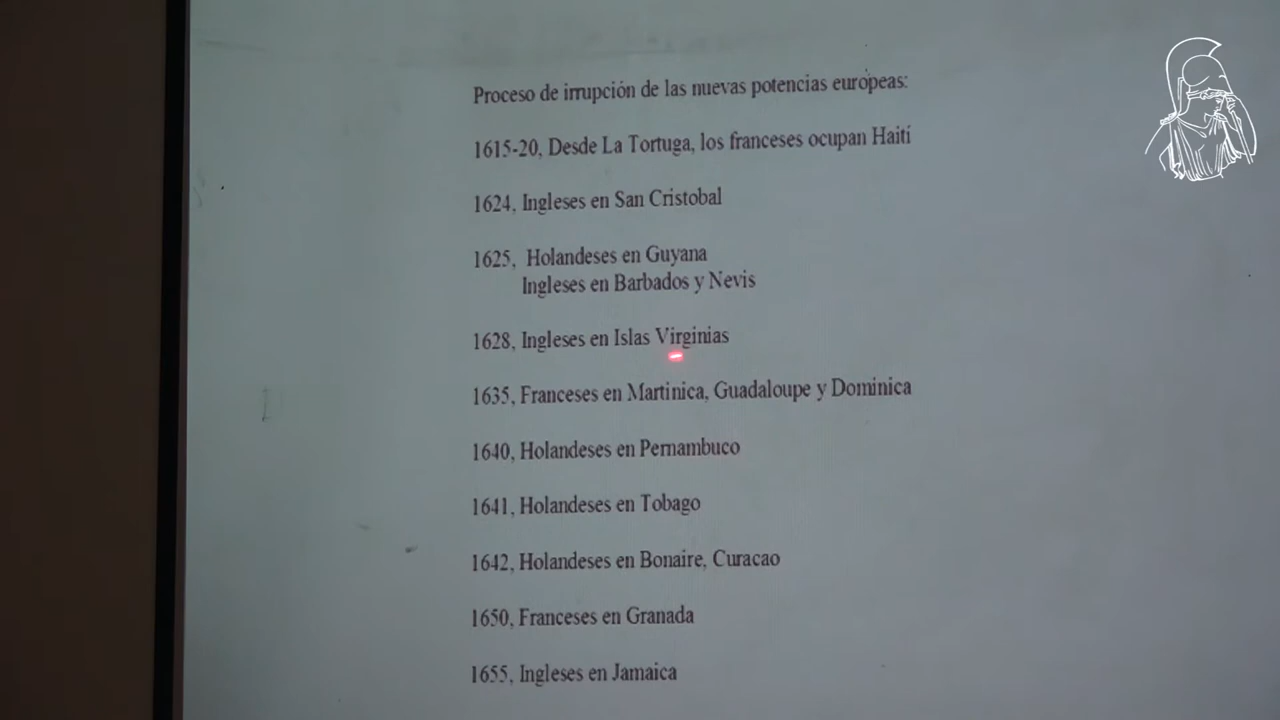 Proceso de irrupción de las nuevas potencias européas:
1615-20, Desde La Tortuga, los franceses ocupan Haití
1624, Ingleses en San Cristobal
1625, Holandeses en Guyana
Ingleses en Barbados y Nevis
1628, Ingleses en Islas Virginias
1635, Franceses en Martinica, Guadaloupe y Dominica
1640, Holandeses en Pernambuco
1641, Holandeses en Tobago
1642, Holandeses en Bonaire, Curacao
1650, Franceses en Granada
1655, Ingleses en Jamaica